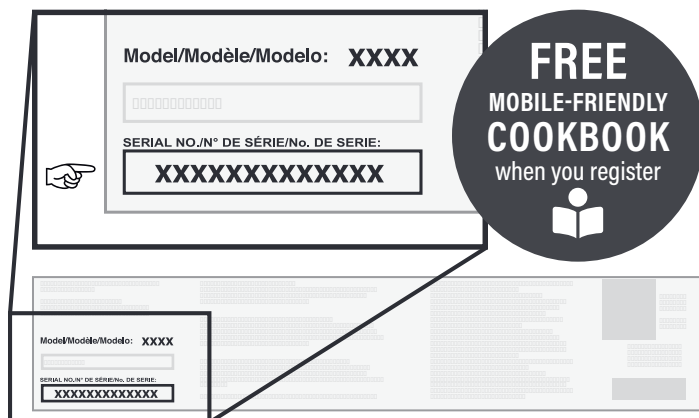 Model/Modèle/Modelo: XXXX
SERIAL NO./N° DE SÉRIE/No. DE SERIE:
XXXXXXXXXXXXX
FREE
MOBILE-FRIENDLY
COOKBOOK
when you register
Model/Modèle/Modelo: XXXX
SERIAL NO./N° DE SÉRIE/No. DE SERIE:
XXXXXXXXXXXXX